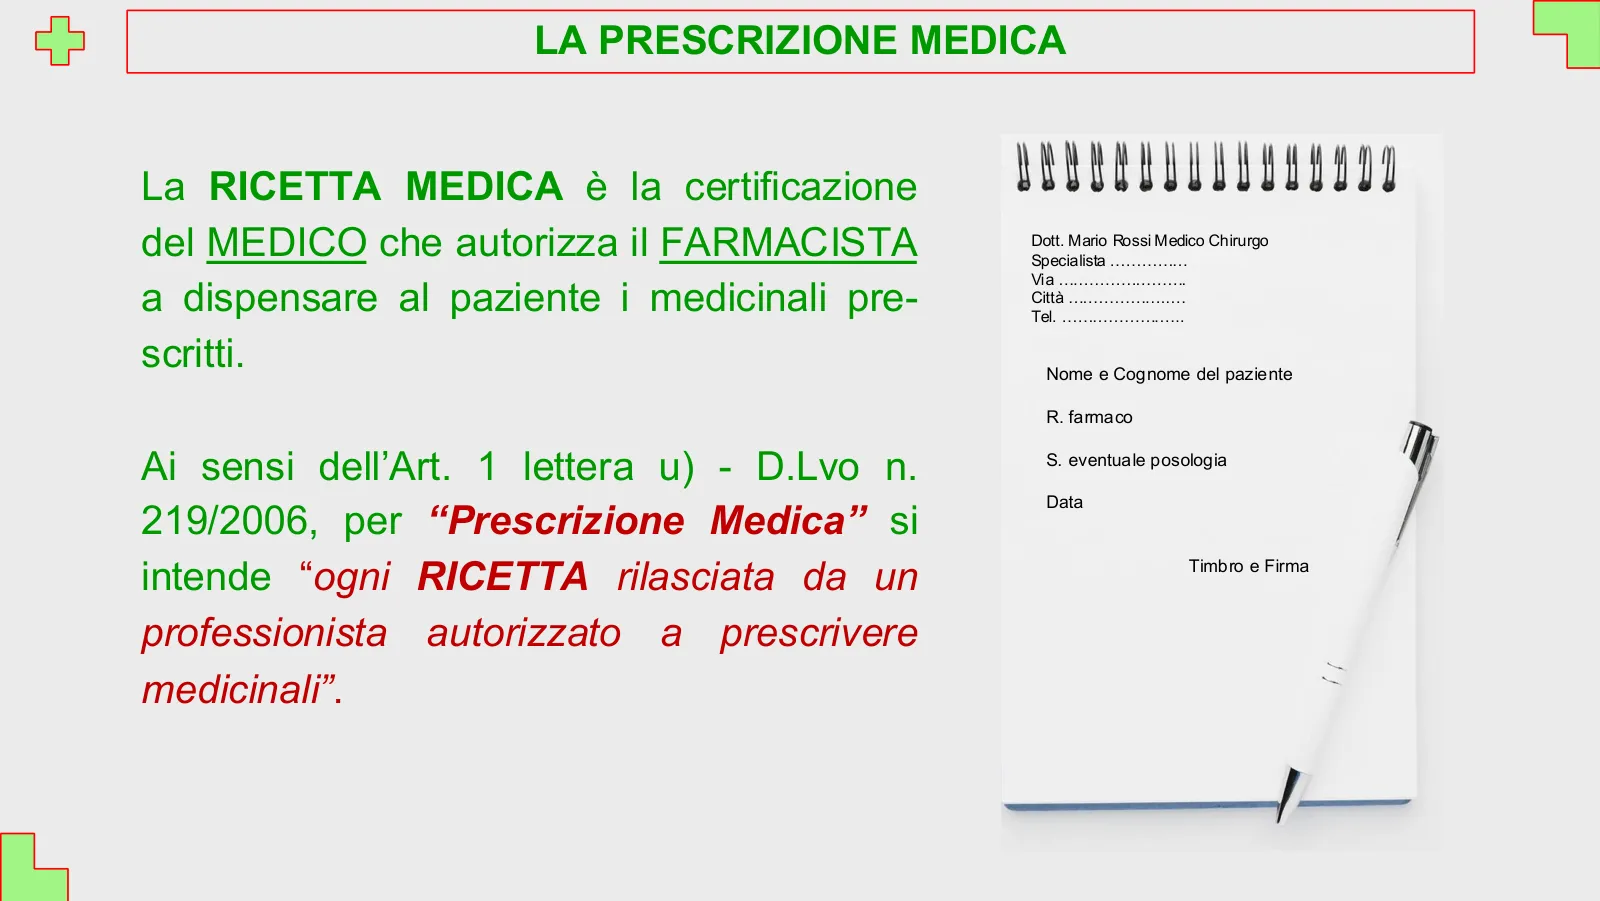 LA PRESCRIZIONE MEDICA
La RICETTA MEDICA è la certificazione
del MEDICO che autorizza il FARMACISTA
a dispensare al paziente i medicinali pre-
scritti.
Ai sensi dell’Art. 1 lettera u) - D.Lvo n.
219/2006, per “Prescrizione Medica” si
intende “ogni RICETTA rilasciata da un
professionista autorizzato a prescrivere
medicinali”.
Dott. Mario Rossi Medico Chirurgo
Specialista ……………
Via …………………….
Città ……………………
Tel. …………………….
Nome e Cognome del paziente
R. farmaco
S. eventuale posologia
Data
Timbro e Firma